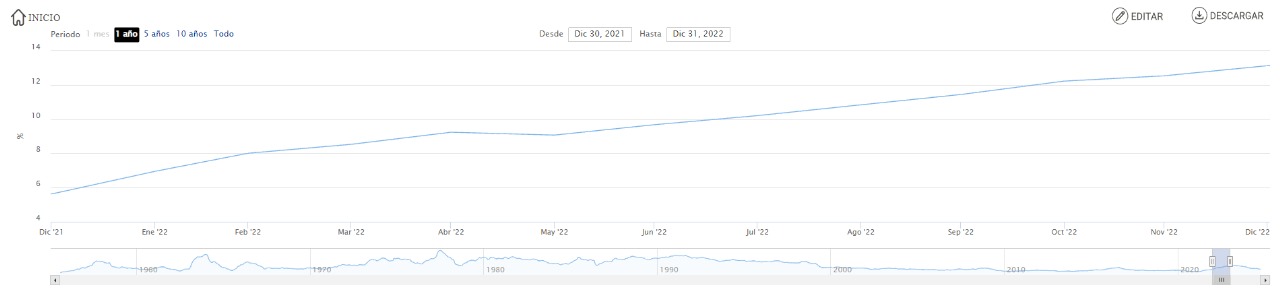 INICIO
EDITAR
DESCARGAR
Periodo 1 mes 1 año 5 años 10 años Todo
Desde Dic 30, 2021 Hasta Dic 31, 2022
14
12
10
%
8
6
4
Dic '21 Ene '22 Feb '22 Mar '22 Abr '22 May '22 Jun '22 Jul '22 Ago '22 Sep '22 Oct '22 Nov '22 Dic '22
1960 1970 1980 1990 2000 2010 2020